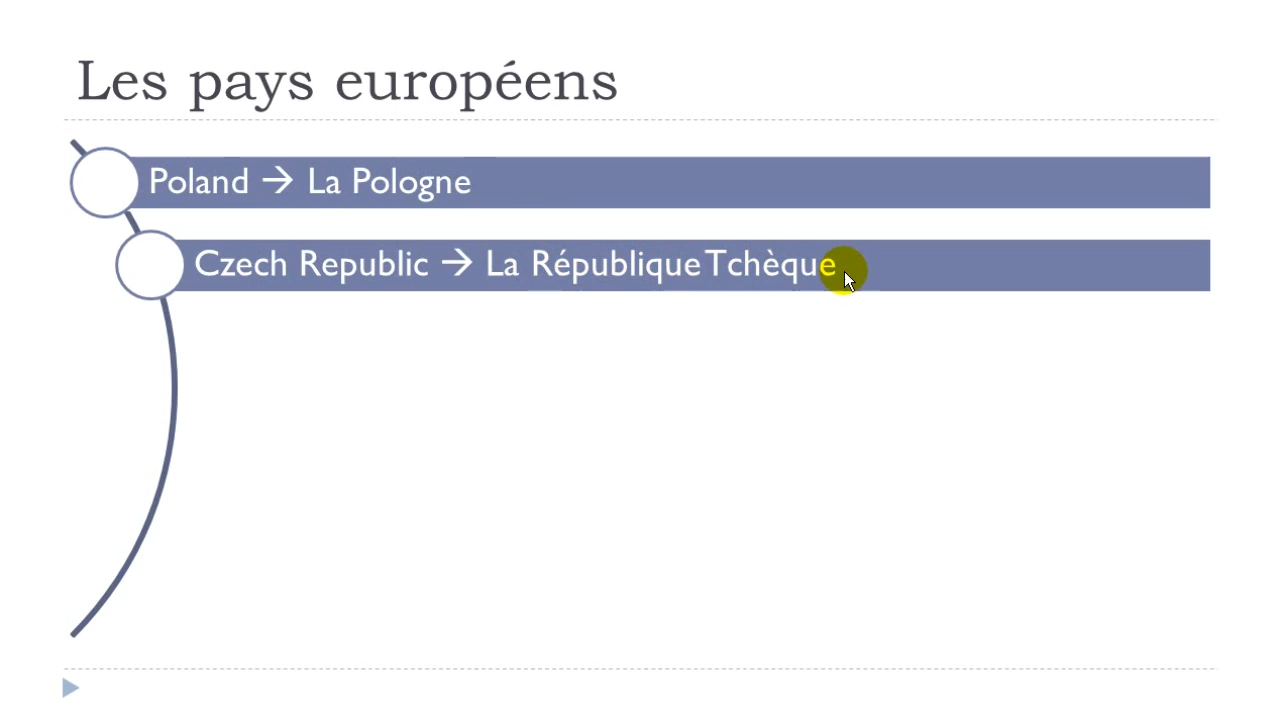 Les pays européens
Poland → La Pologne
Czech Republic → La République Tchèque